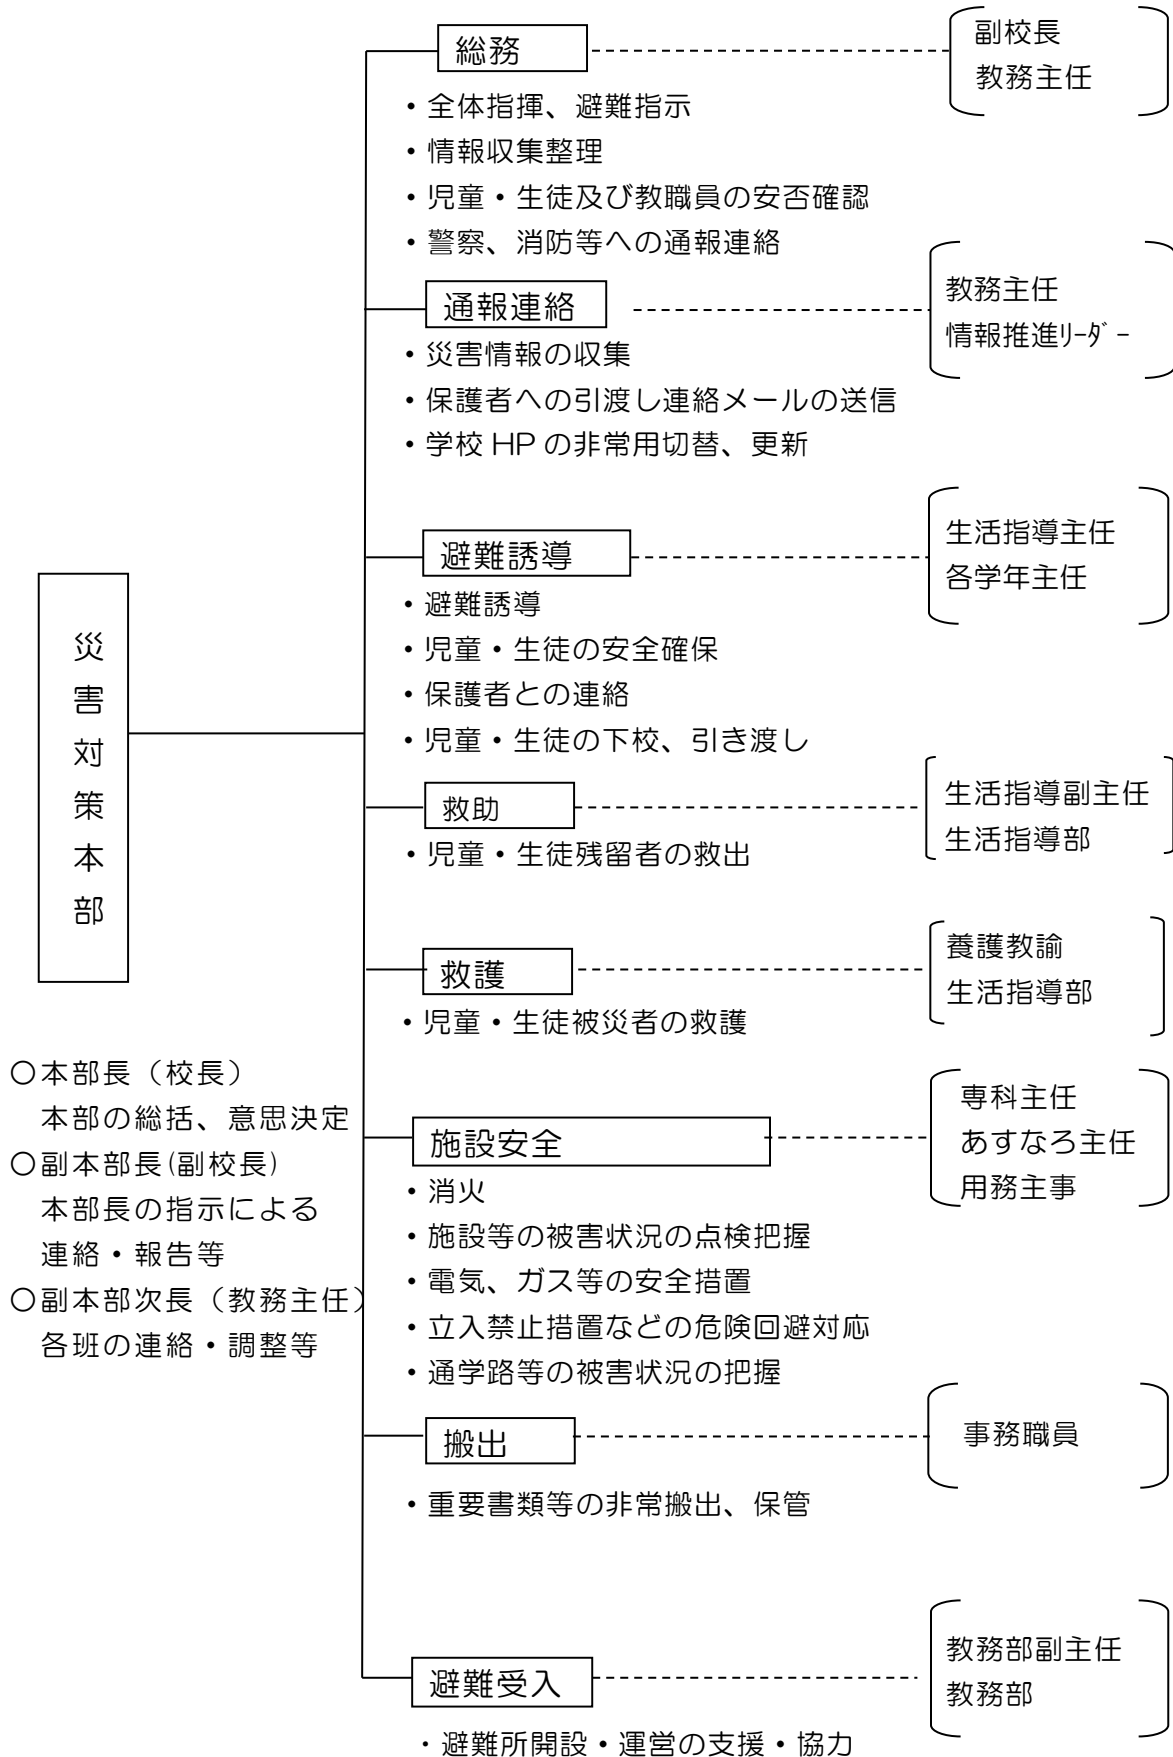 総務
副校長
教務主任
・全体指揮、避難指示
・情報収集整理
・児童・生徒及び教職員の安否確認
・警察、消防等への通報連絡
通報連絡
教務主任
情報推進ﾘｰﾀﾞｰ
・災害情報の収集
・保護者への引渡し連絡メールの送信
・学校 HP の非常用切替、更新
避難誘導
生活指導主任
各学年主任
・避難誘導
・児童・生徒の安全確保
・保護者との連絡
・児童・生徒の下校、引き渡し
災害対策本部
救助
生活指導副主任
生活指導部
・児童・生徒残留者の救出
救護
養護教諭
生活指導部
・児童・生徒被災者の救護
〇本部長（校長）
本部の総括、意思決定
〇副本部長(副校長)
本部長の指示による
連絡・報告等
〇副本部次長（教務主任）
各班の連絡・調整等
施設安全
専科主任
あすなろ主任
用務主事
・消火
・施設等の被害状況の点検把握
・電気、ガス等の安全措置
・立入禁止措置などの危険回避対応
・通学路等の被害状況の把握
搬出
事務職員
・重要書類等の非常搬出、保管
避難受入
教務部副主任
教務部
・避難所開設・運営の支援・協力